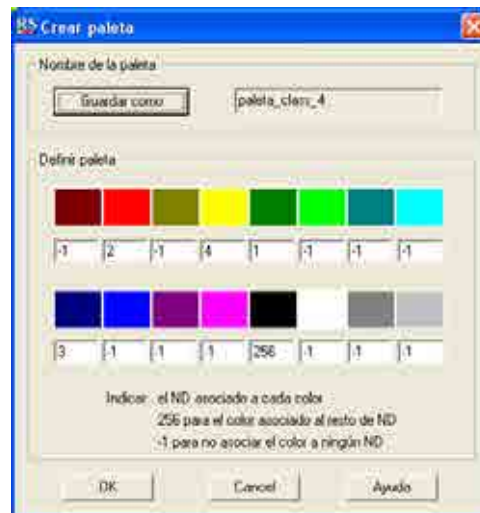 Crear paleta
Nombre de la paleta
Guardar como
paleta_class_4
Definir paleta
-1 2 -1 4 1 -1 -1 -1
3 -1 -1 -1 256 -1 -1 -1
Indicar el ND asociado a cada color
256 para el color asociado al resto de ND
-1 para no asociar el color a ningún ND
OK Cancel Ayuda